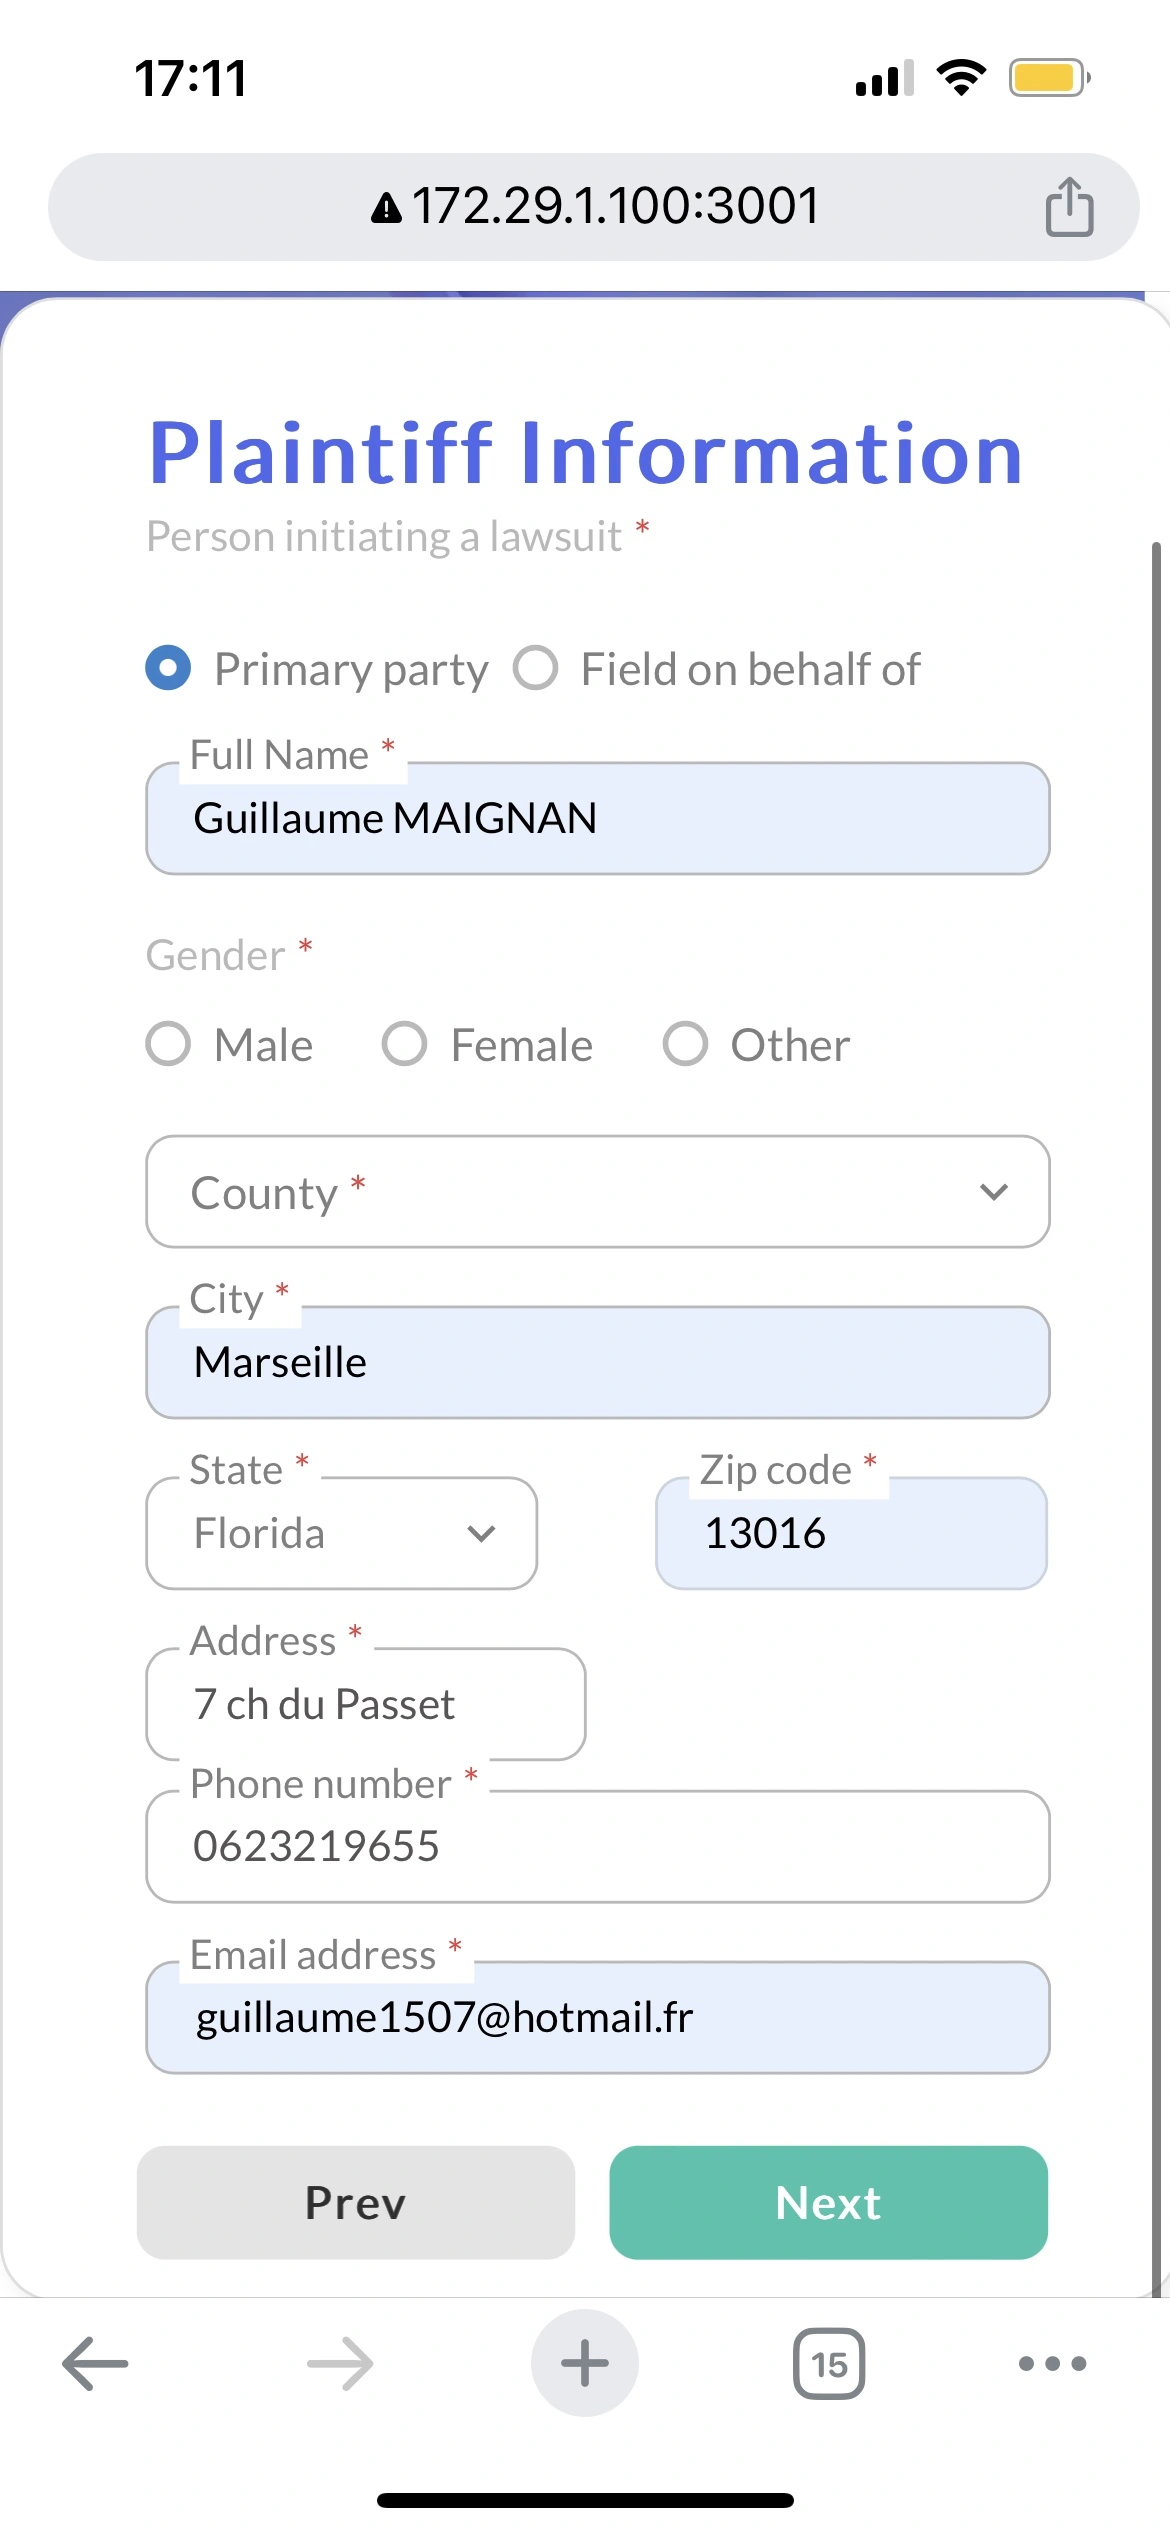 17:11
172.29.1.100:3001
Plaintiff Information
Person initiating a lawsuit *
Primary party Field on behalf of
Full Name *
Guillaume MAIGNAN
Gender *
Male Female Other
County *
City *
Marseille
State * Zip code *
Florida 13016
Address *
7 ch du Passet
Phone number *
0623219655
Email address *
guillaume1507@hotmail.fr
Prev Next
15